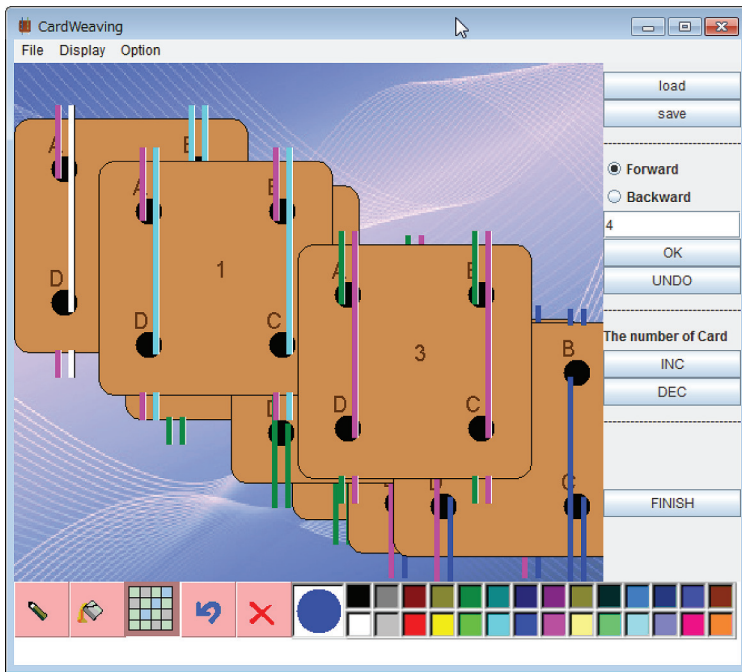 CardWeaving
File Display Option
load
save
Forward
Backward
4
OK
UNDO
The number of Card
INC
DEC
FINISH
A
D
A B
1
D C
A B
3
D C
B
C
D